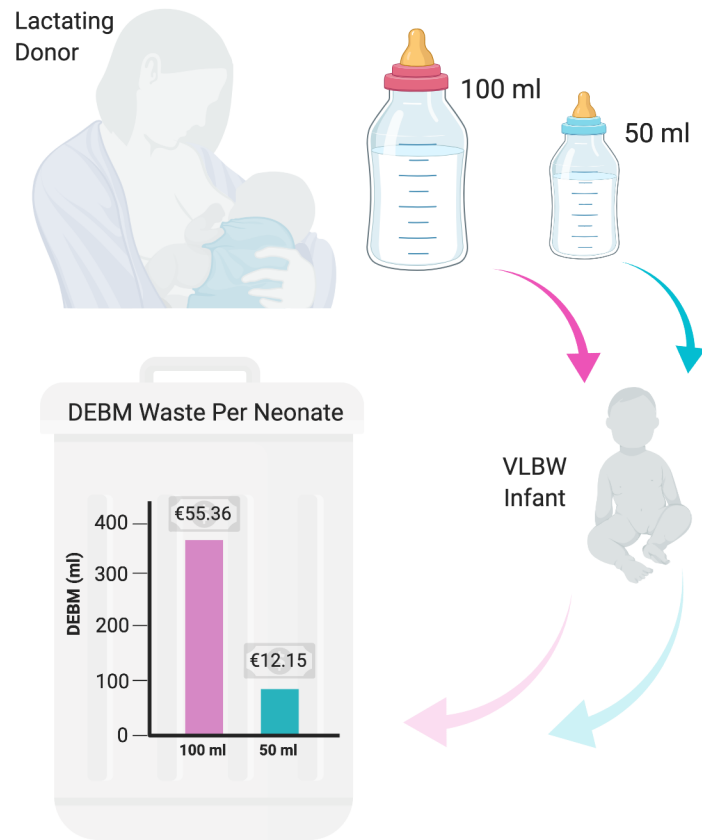 Lactating
Donor
100 ml
50 ml
VLBW
Infant
DEBM Waste Per Neonate
DEBM (ml)
400
300
200
100
0
€55.36
€12.15
100 ml
50 ml